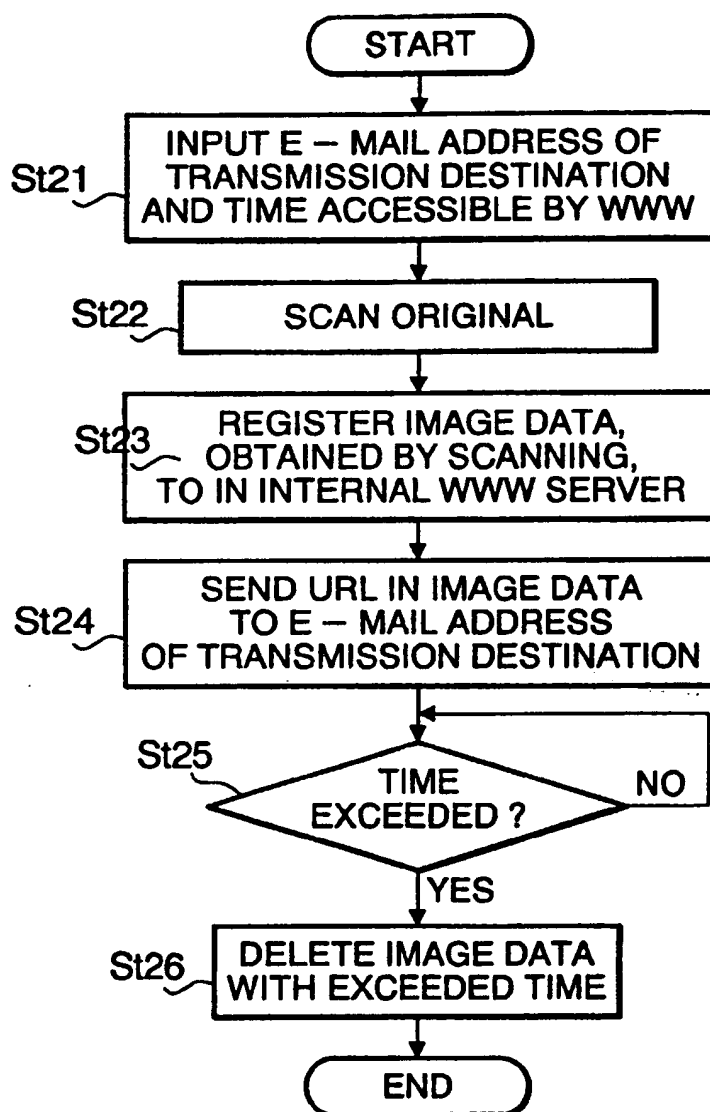 START
St21
INPUT E – MAIL ADDRESS OF
TRANSMISSION DESTINATION
AND TIME ACCESSIBLE BY WWW
St22
SCAN ORIGINAL
St23
REGISTER IMAGE DATA,
OBTAINED BY SCANNING,
TO IN INTERNAL WWW SERVER
St24
SEND URL IN IMAGE DATA
TO E – MAIL ADDRESS
OF TRANSMISSION DESTINATION
St25
TIME
EXCEEDED ?
NO
YES
St26
DELETE IMAGE DATA
WITH EXCEEDED TIME
END